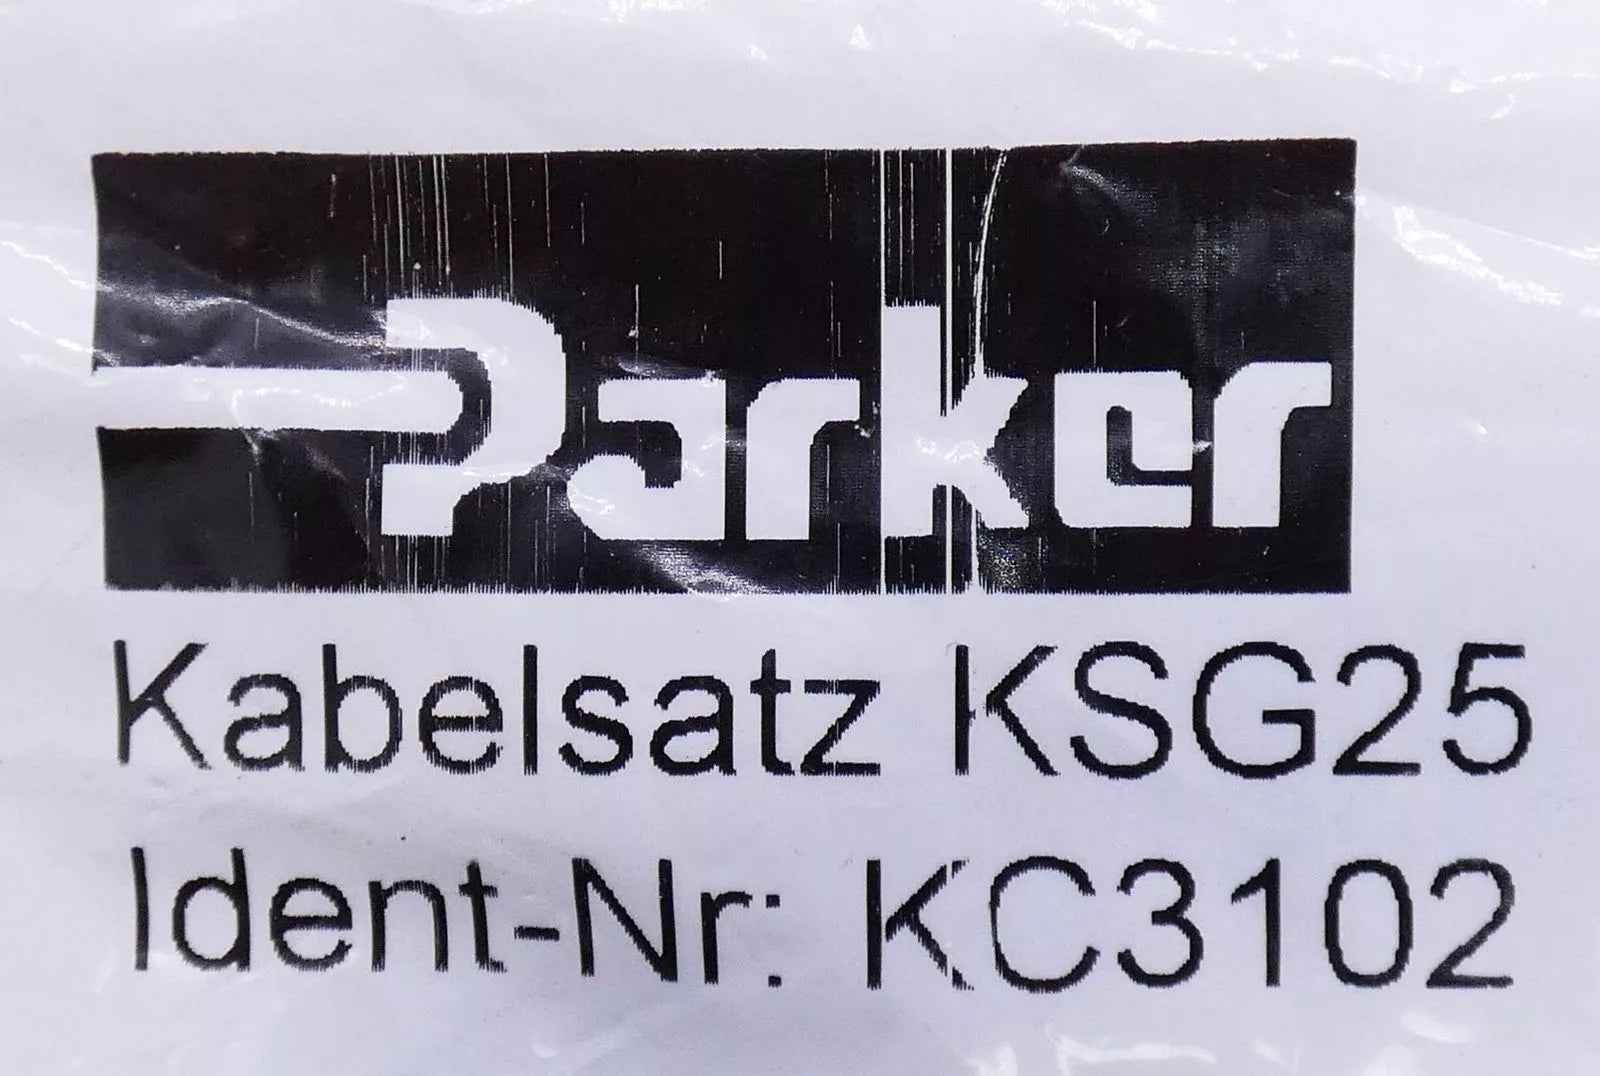 Parker
Kabelsatz KSG25
Ident-Nr: KC3102